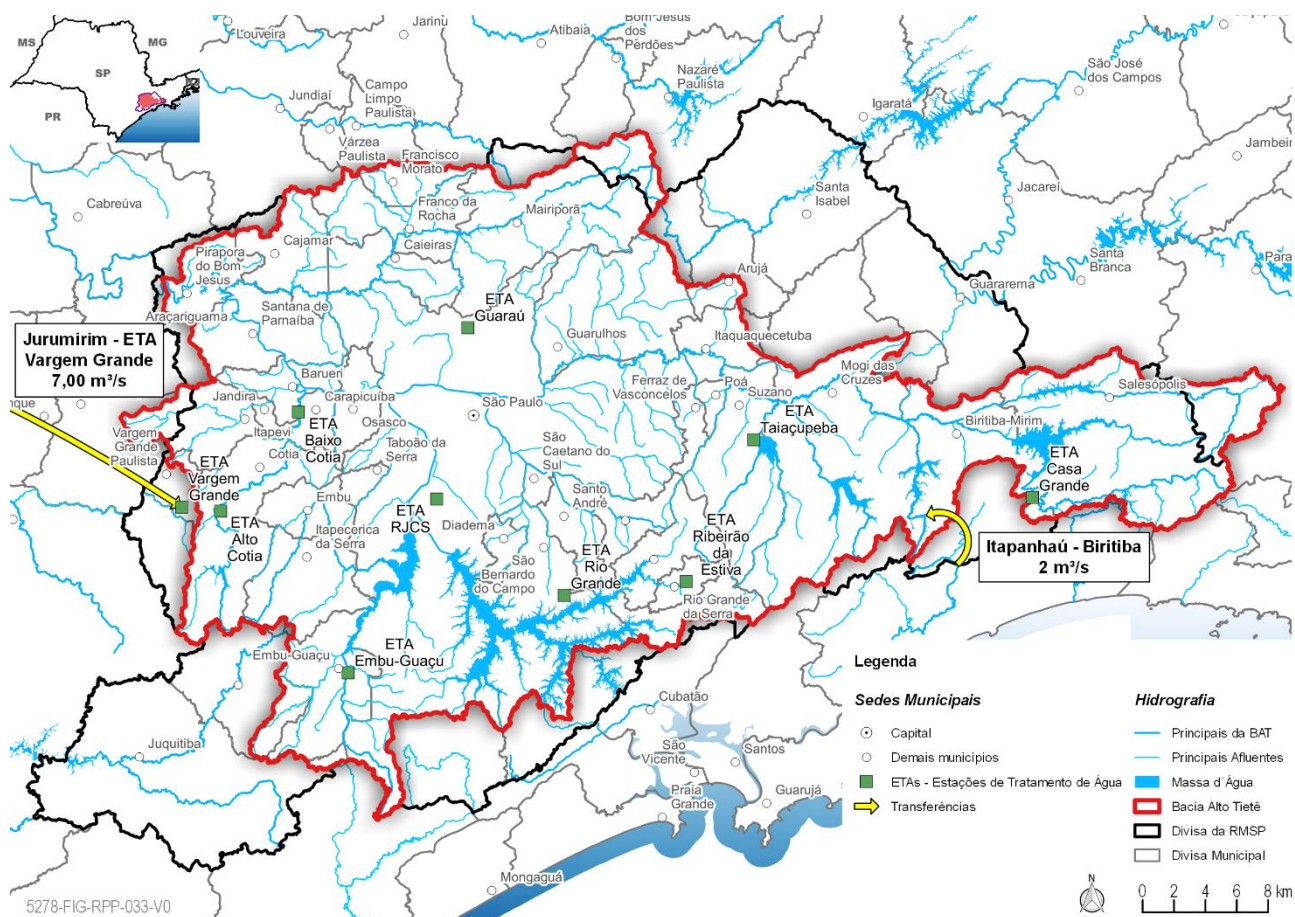 MS
MG
SP
PR
Louveira
Jarinú
Atibaia
Bom Jesus
dos
Perdões
Nazaré
Paulista
São José
dos Campos
Igaratá
Jambeir
Jundiaí
Campo
Limpo
Paulista
Várzea
Paulista
Francisco
Morato
Franco da
Rocha
Mairiporã
Cabreúva
Santa
Isabel
Jacareí
Cajamar
Caieiras
Pirapora
do Bom
Jesus
Santa
Branca
Para
Araçariguama
Santana de
Parnaíba
ETA
Guaraú
Arujá
Guararema
Jurumirim - ETA
Vargem Grande
7,00 m³/s
Guarulhos
Itaquaquecetuba
Mogi das
Cruzes
Salesópolis
Barueri
Jandira
Carapicuíba
Ferraz de
Vasconcelos
Poá
Suzano
nque
São Paulo
Osasco
ETA
Baixo
Cotia
Itapevi
Cotia
Taboão da
Serra
ETA
Taiaçupeba
Biritiba-Mirim
Vargem
Grande
Paulista
São
Caetano
do Sul
ETA
Vargem
Grande
ETA
Casa
Grande
Embu
ETA
RJCS
Diadema
Santo
André
ETA
Alto
Cotia
Itapecerica
da Serra
ETA
Ribeirão
da
Estiva
ETA
Rio
Grande
São
Bernardo
do Campo
Rio Grande
da Serra
Itapanhaú - Biritiba
2 m³/s
Embu-Guaçu
ETA
Embu-Guaçu
Juquitiba
Cubatão
São
Vicente
Santos
Praia
Grande
Guarujá
Mongaguá
Legenda
Sedes Municipais
Capital
Demais municípios
ETAs - Estações de Tratamento de Água
Transferências
Hidrografia
Principais da BAT
Principais Afluentes
Massa d´Água
Bacia Alto Tietê
Divisa da RMSP
Divisa Municipal
N
0 2 4 6 8 km
5278-FIG-RPP-033-V0